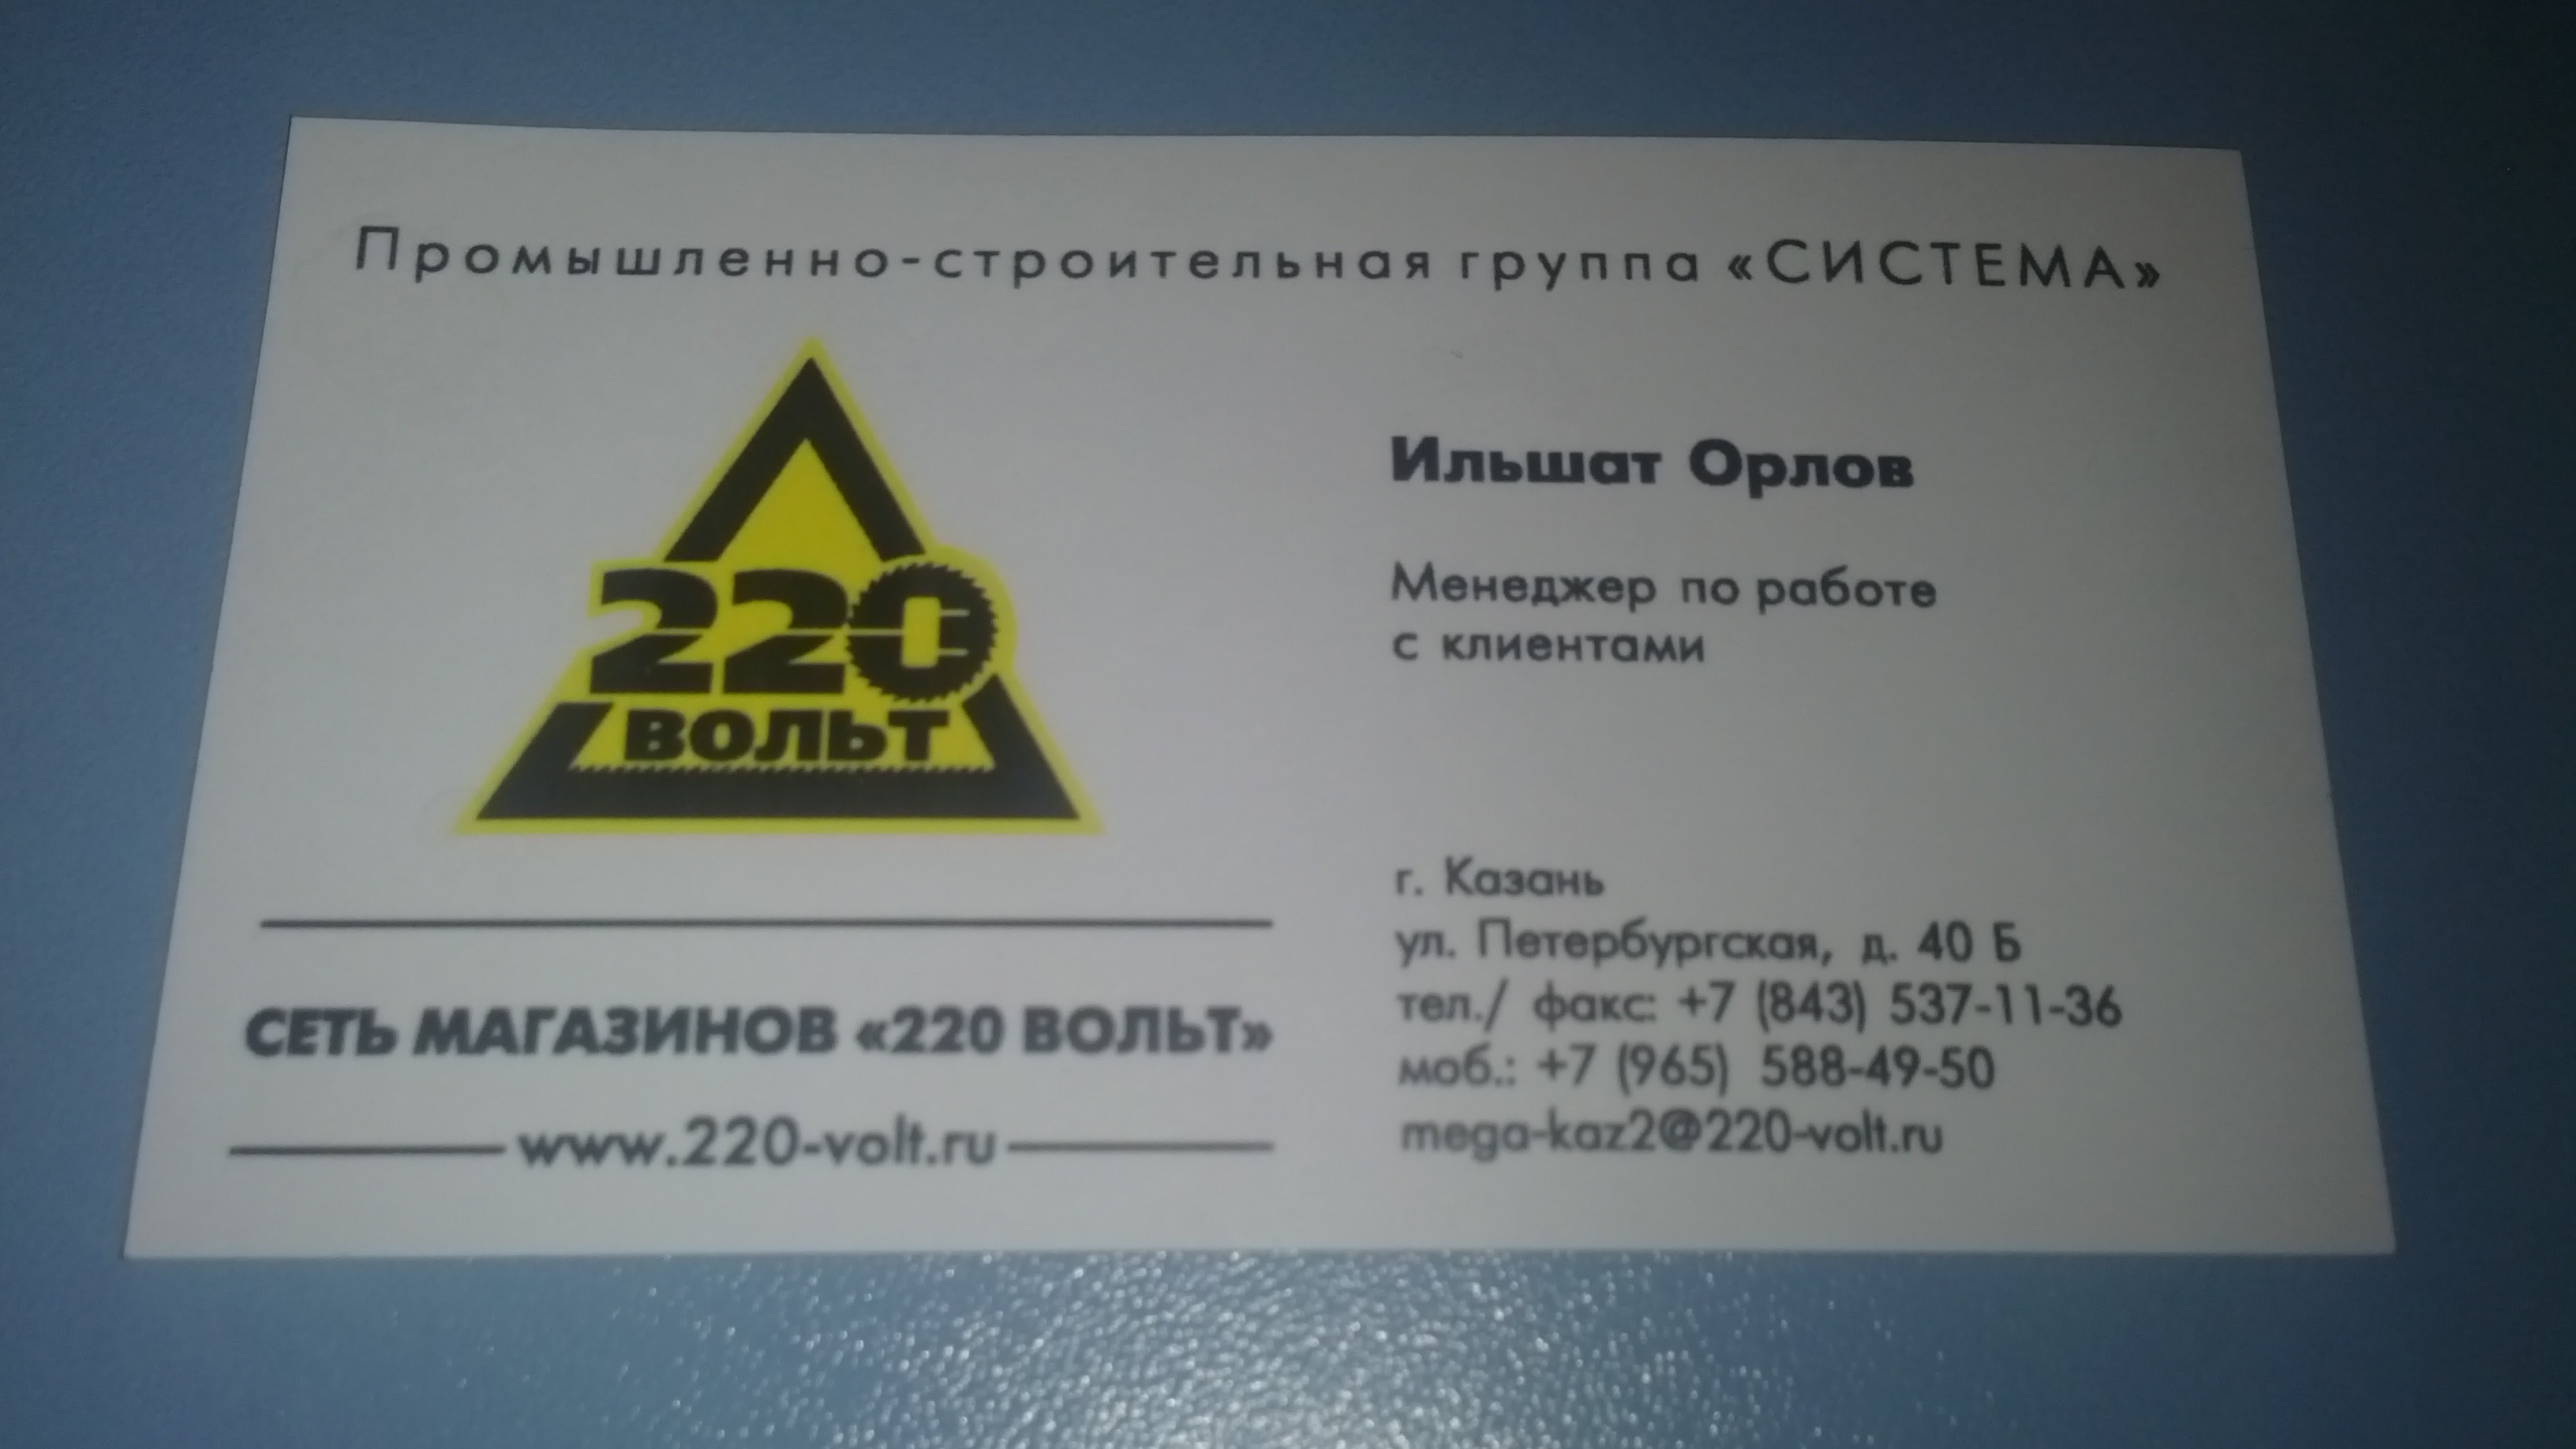 Промышленно-строительная группа «СИСТЕМА»
220
ВОЛЬТ
СЕТЬ МАГАЗИНОВ «220 ВОЛЬТ»
www.220-volt.ru
Ильшат Орлов
Менеджер по работе
с клиентами
г. Казань
ул. Петербургская, д. 40 Б
тел./ факс: +7 (843) 537-11-36
моб.: +7 (965) 588-49-50
mega-kaz2@220-volt.ru